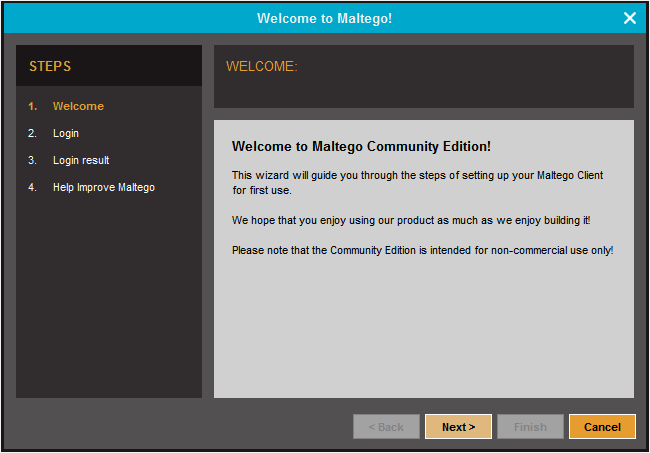 Welcome to Maltego!
STEPS
1. Welcome
2. Login
3. Login result
4. Help Improve Maltego
WELCOME:
Welcome to Maltego Community Edition!
This wizard will guide you through the steps of setting up your Maltego Client
for first use.
We hope that you enjoy using our product as much as we enjoy building it!
Please note that the Community Edition is intended for non-commercial use only!
< Back
Next >
Finish
Cancel